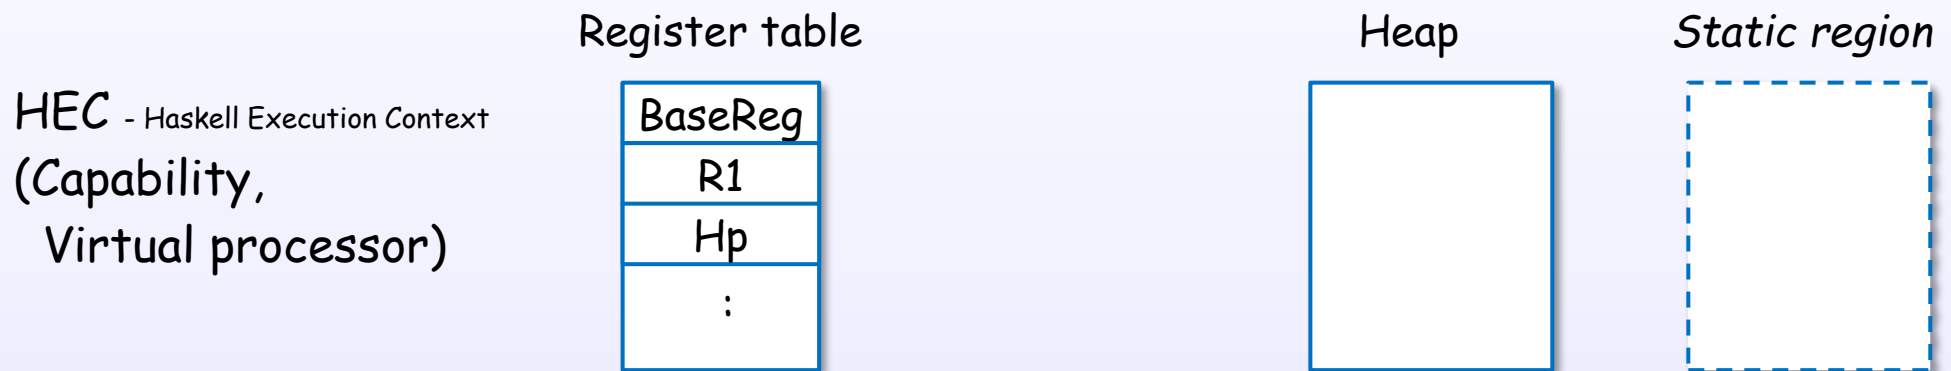 Register table
Heap
Static region
HEC - Haskell Execution Context
(Capability,
Virtual processor)
BaseReg
R1
Hp
: